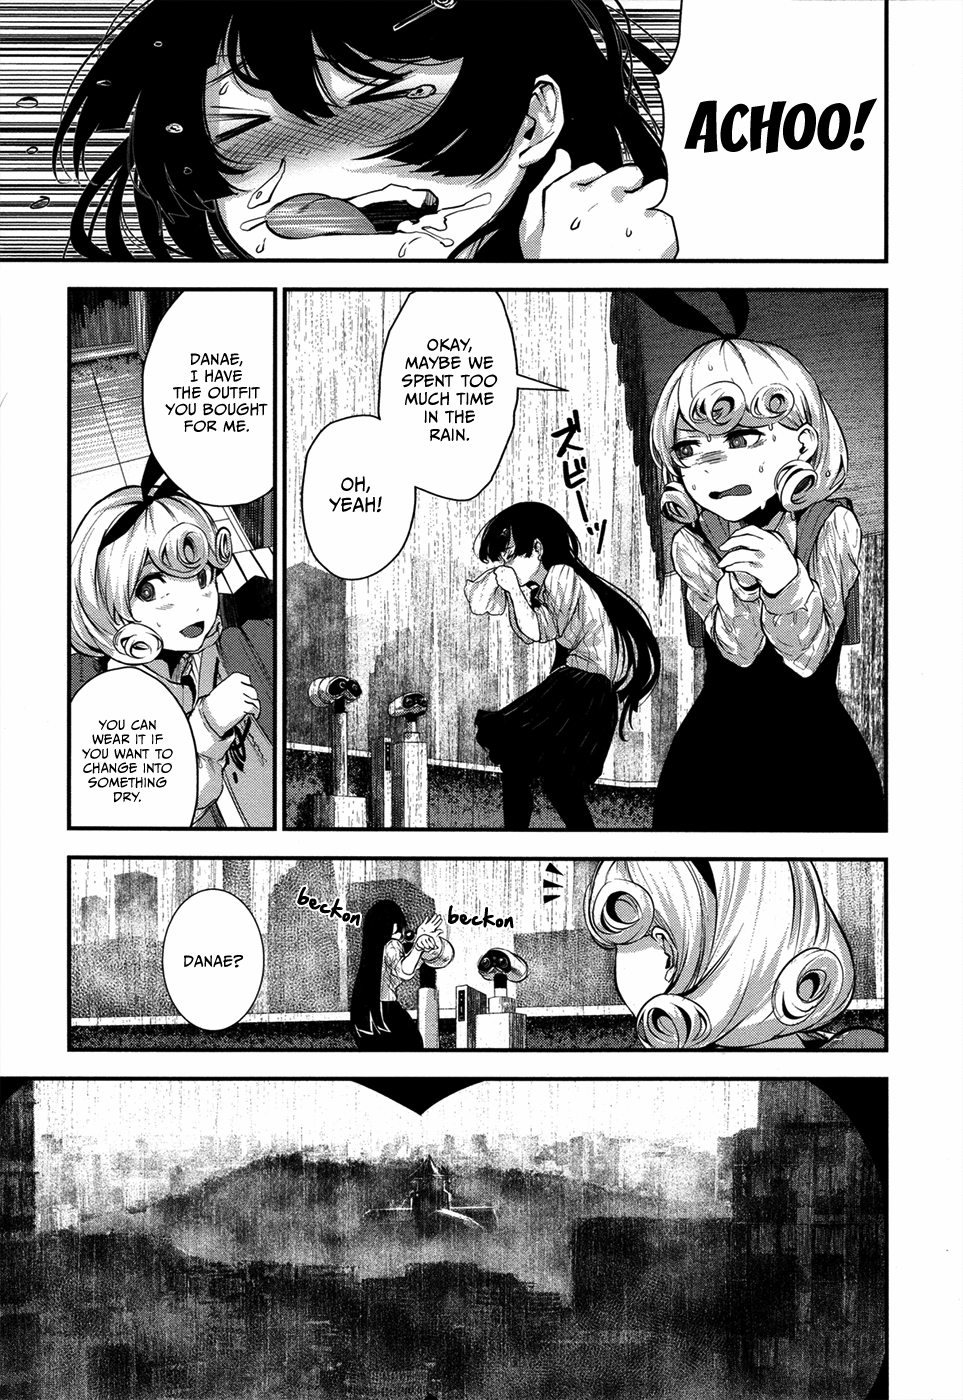 ACHOO!
OKAY,
MAYBE WE
SPENT TOO
MUCH TIME
IN THE
RAIN.
ズビーッ
OH,
YEAH!
DANAE,
I HAVE
THE OUTFIT
YOU BOUGHT
FOR ME.
YOU CAN
WEAR IT IF
YOU WANT TO
CHANGE INTO
SOMETHING
DRY.
beckon
beckon
DANAE?